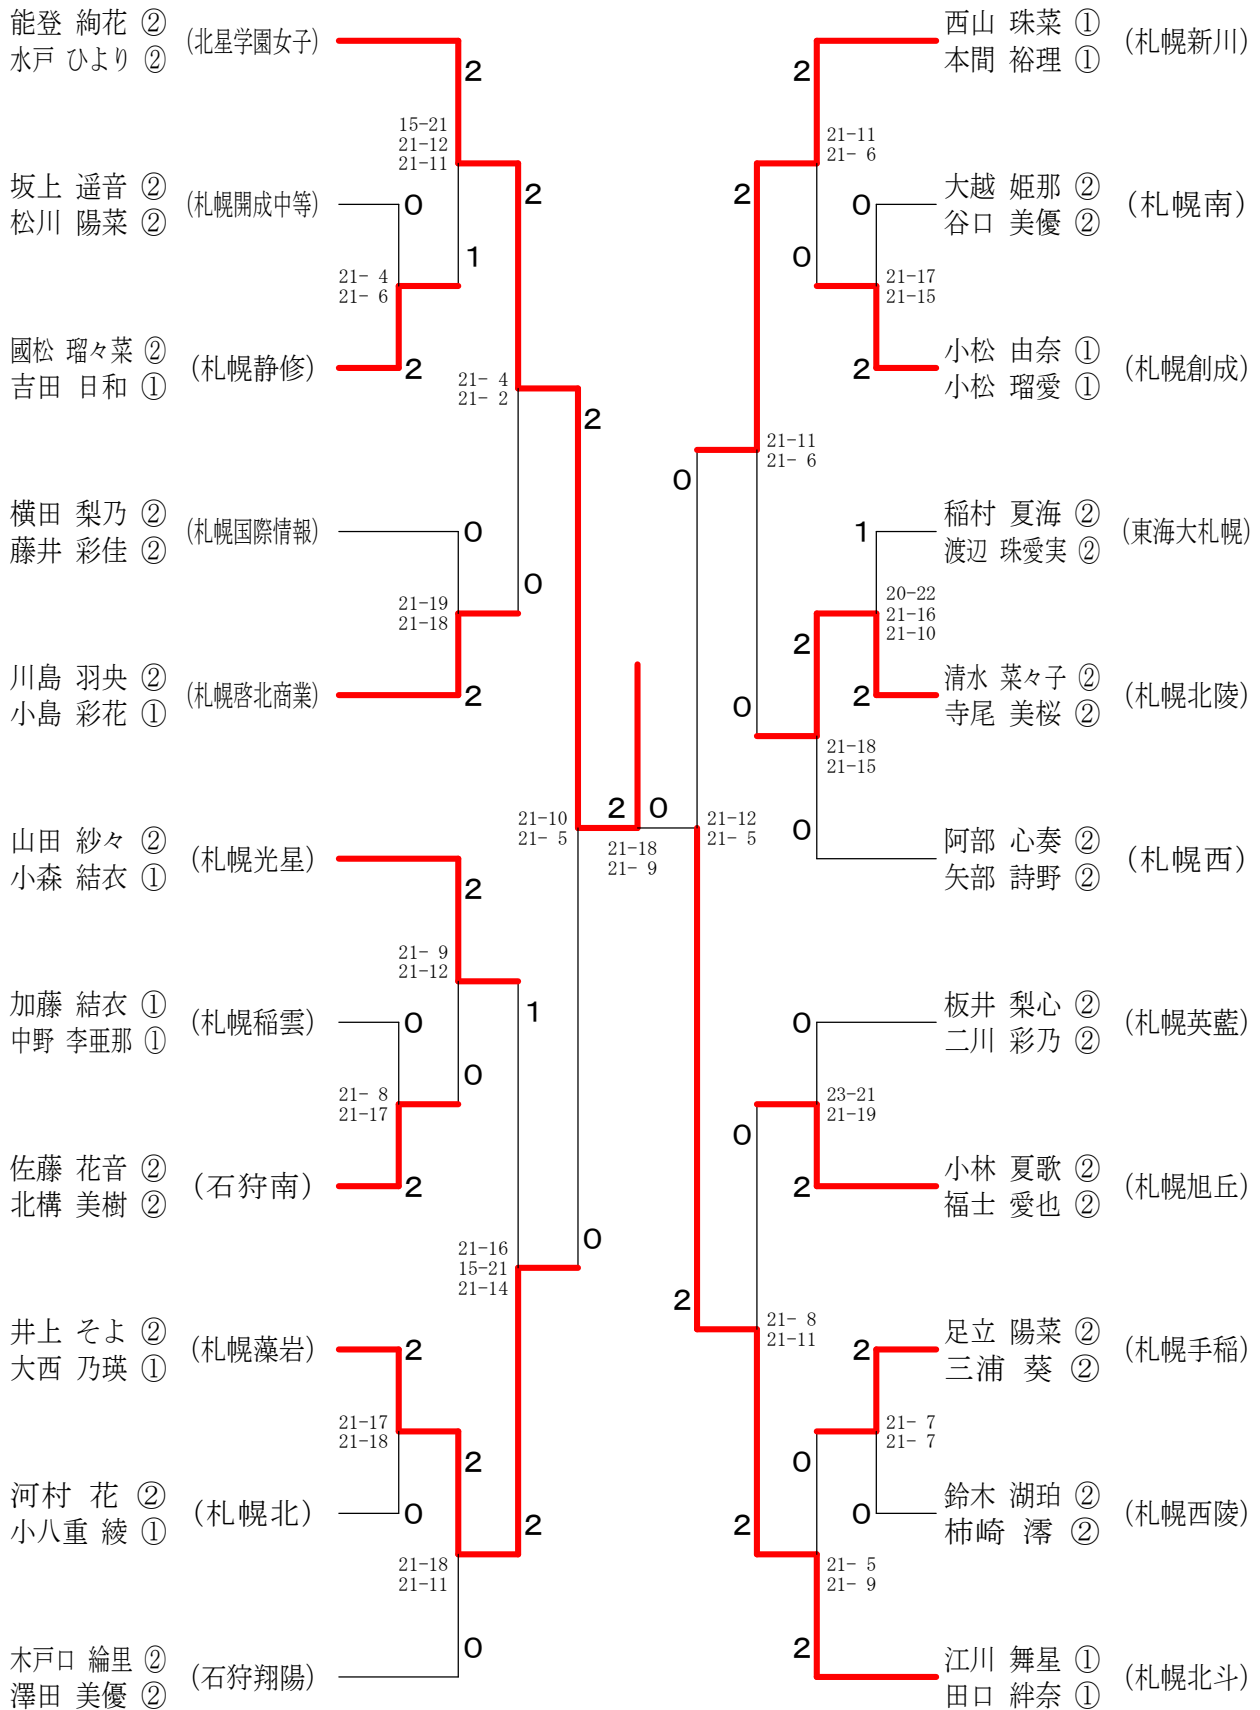 能登 絢花 ②
水戸 ひより ②
(北星学園女子)
2
15-21
21-12
21-11
坂上 遥音 ②
松川 陽菜 ②
(札幌開成中等)
0
2
1
21- 4
21- 6
國松 瑠々菜 ②
吉田 日和 ①
(札幌静修)
2
21- 4
21- 2
2
横田 梨乃 ②
藤井 彩佳 ②
(札幌国際情報)
0
0
21-19
21-18
川島 羽央 ②
小島 彩花 ①
(札幌啓北商業)
2
21-10
21- 5
2
0
21-18
21- 9
山田 紗々 ②
小森 結衣 ①
(札幌光星)
2
21- 9
21-12
1
加藤 結衣 ①
中野 李亜那 ①
(札幌稲雲)
0
0
21- 8
21-17
佐藤 花音 ②
北構 美樹 ②
(石狩南)
2
21-16
15-21
21-14
0
井上 そよ ②
大西 乃瑛 ①
(札幌藻岩)
2
21-17
21-18
2
河村 花 ②
小八重 綾 ①
(札幌北)
0
2
21-18
21-11
木戸口 綸里 ②
澤田 美優 ②
(石狩翔陽)
0
西山 珠菜 ①
本間 裕理 ①
(札幌新川)
2
21-11
21- 6
2
大越 姫那 ②
谷口 美優 ②
(札幌南)
0
0
21-17
21-15
小松 由奈 ①
小松 瑠愛 ①
(札幌創成)
2
21-11
21- 6
0
稲村 夏海 ②
渡辺 珠愛実 ②
(東海大札幌)
1
20-22
21-16
21-10
2
清水 菜々子 ②
寺尾 美桜 ②
(札幌北陵)
2
0
21-18
21-15
阿部 心奏 ②
矢部 詩野 ②
(札幌西)
0
21-12
21- 5
板井 梨心 ②
二川 彩乃 ②
(札幌英藍)
0
23-21
21-19
0
小林 夏歌 ②
福士 愛也 ②
(札幌旭丘)
2
2
21- 8
21-11
足立 陽菜 ②
三浦 葵 ②
(札幌手稲)
2
21- 7
21- 7
0
鈴木 湖珀 ②
柿崎 澪 ②
(札幌西陵)
0
2
21- 5
21- 9
江川 舞星 ①
田口 絆奈 ①
(札幌北斗)
2